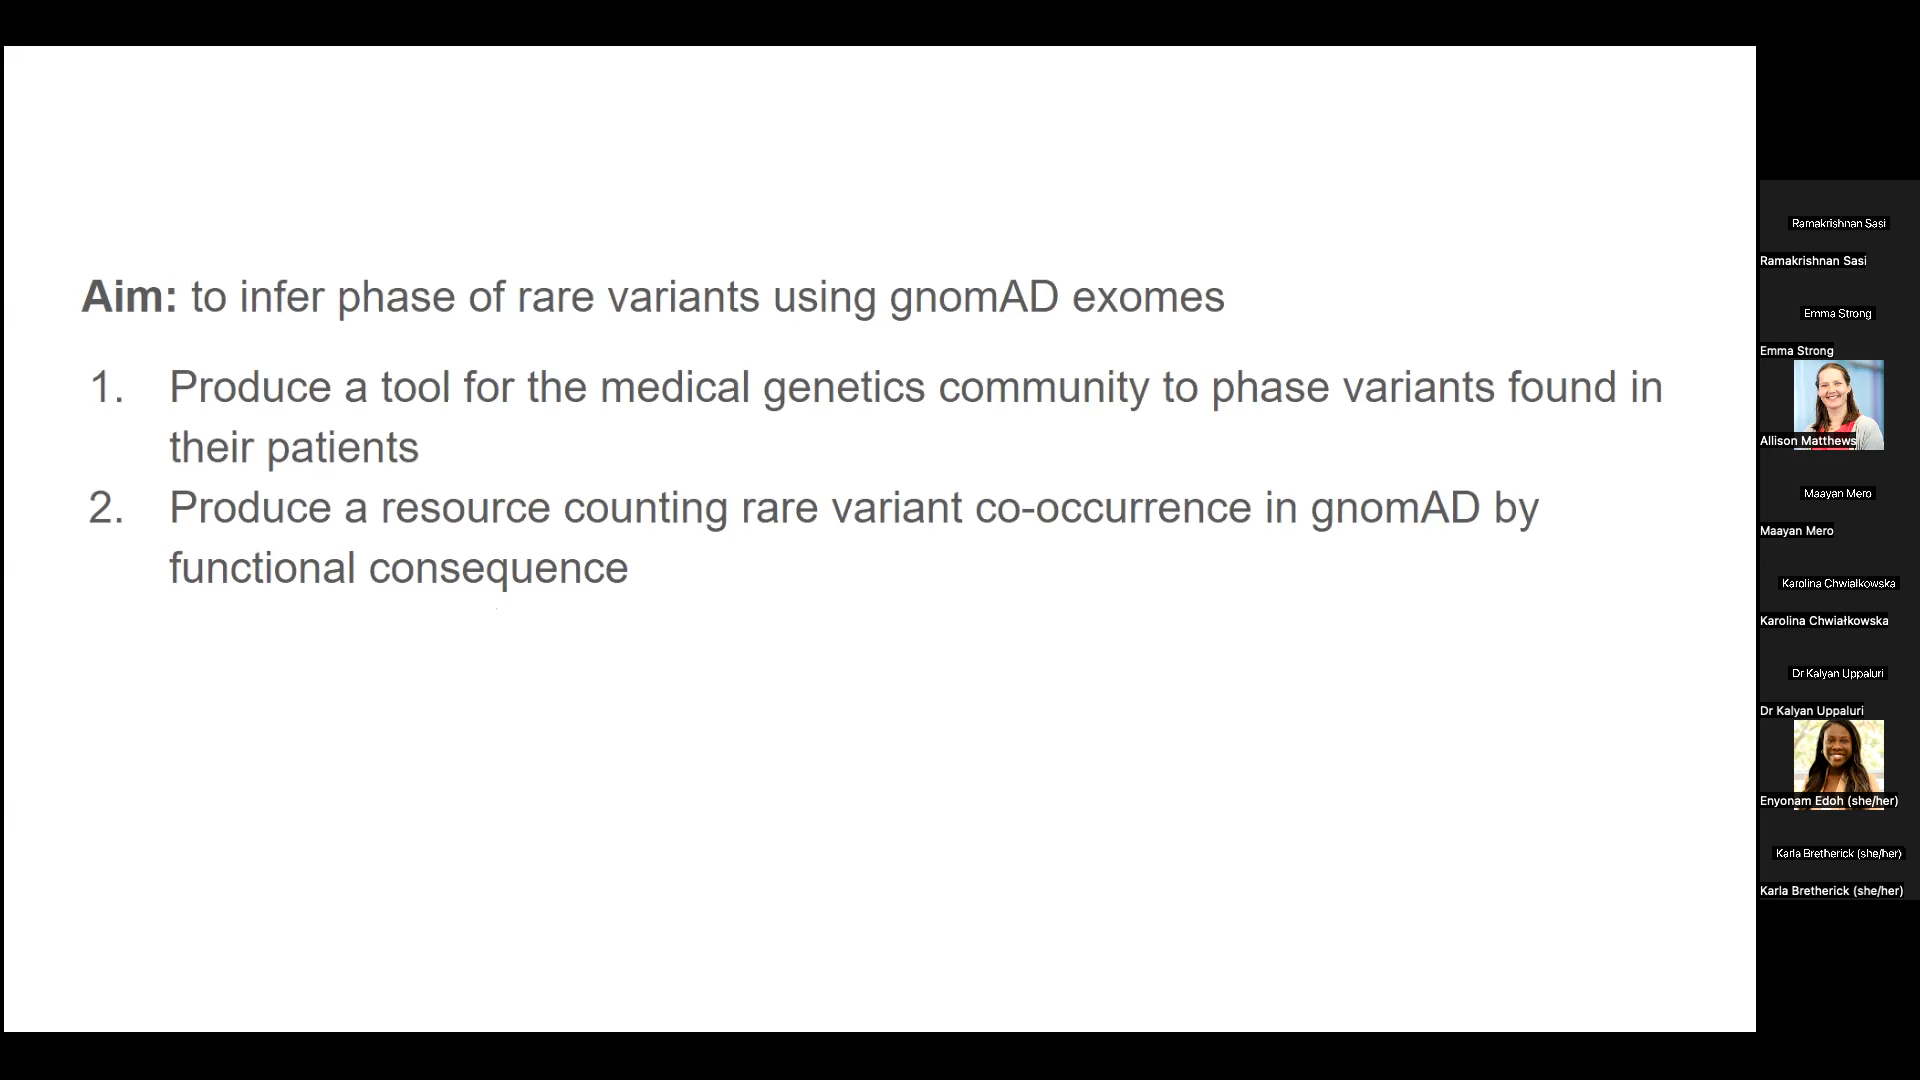 Aim: to infer phase of rare variants using gnomAD exomes
1. Produce a tool for the medical genetics community to phase variants found in
their patients
2. Produce a resource counting rare variant co-occurrence in gnomAD by
functional consequence
Ramakrishnan Sasi
Ramakrishnan Sasi
Emma Strong
Emma Strong
Allison Matthews
Maayan Mero
Maayan Mero
Karolina Chwiałkowska
Karolina Chwiałkowska
Dr Kalyan Uppaluri
Dr Kalyan Uppaluri
Enyonam Edoh (she/her)
Karla Bretherick (she/her)
Karla Bretherick (she/her)